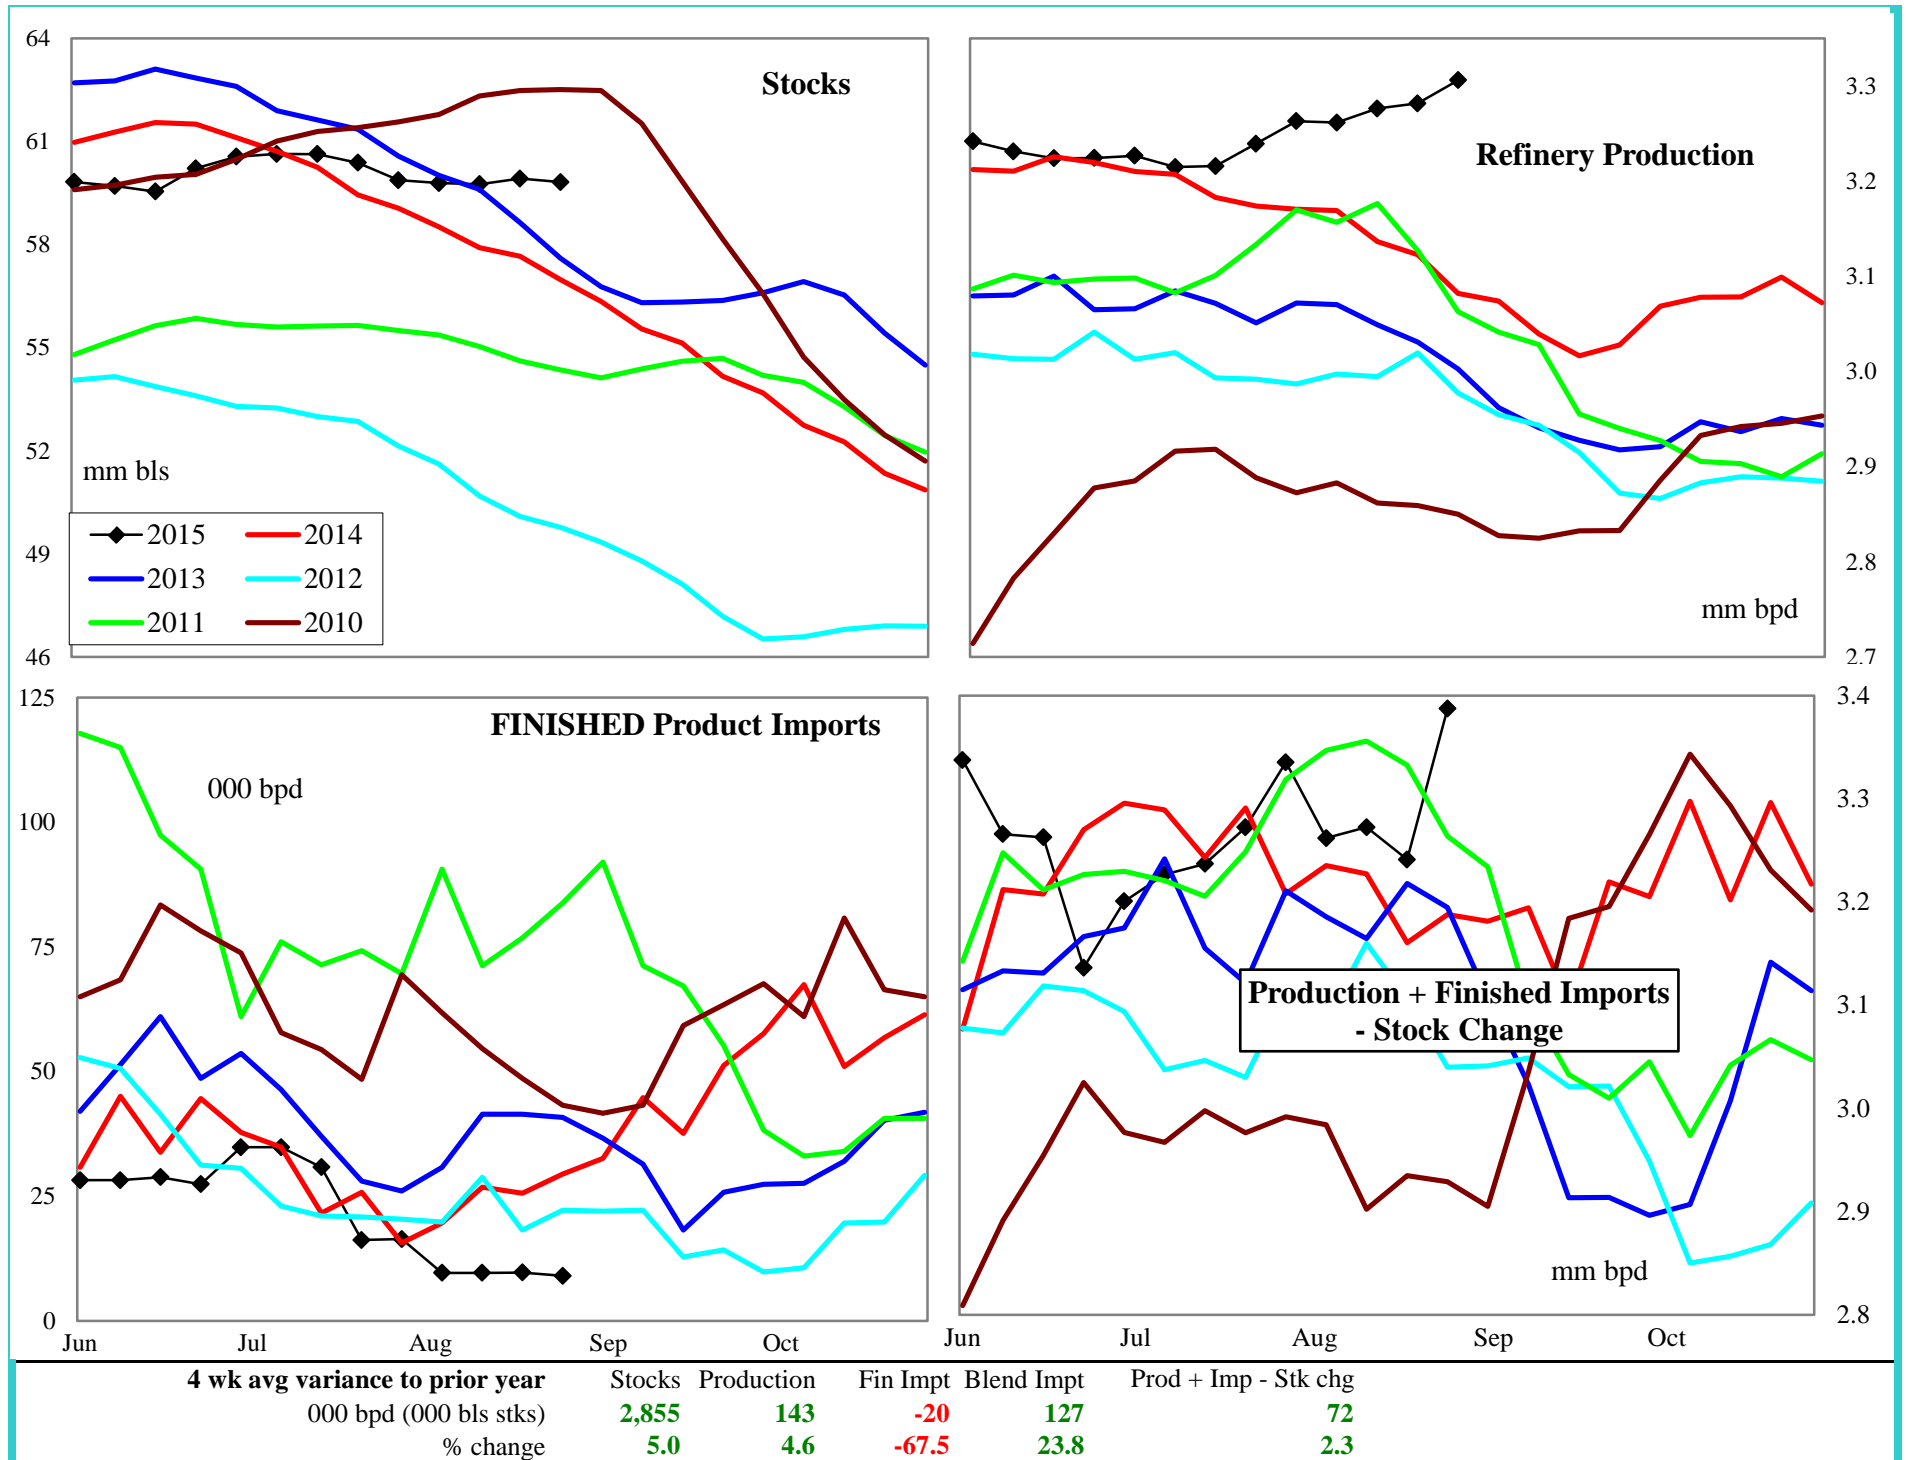 64
61
58
55
52
49
46
Stocks
mm bls
2015 2014
2013 2012
2011 2010
Refinery Production
mm bpd
3.3
3.2
3.1
3.0
2.9
2.8
2.7
125
100
75
50
25
0
FINISHED Product Imports
000 bpd
Jun Jul Aug Sep Oct
3.4
3.3
3.2
3.1
3.0
2.9
2.8
Production + Finished Imports
- Stock Change
mm bpd
Jun Jul Aug Sep Oct
4 wk avg variance to prior year Stocks Production Fin Impt Blend Impt Prod + Imp - Stk chg
000 bpd (000 bls stks) 2,855 143 -20 127 72
% change 5.0 4.6 -67.5 23.8 2.3